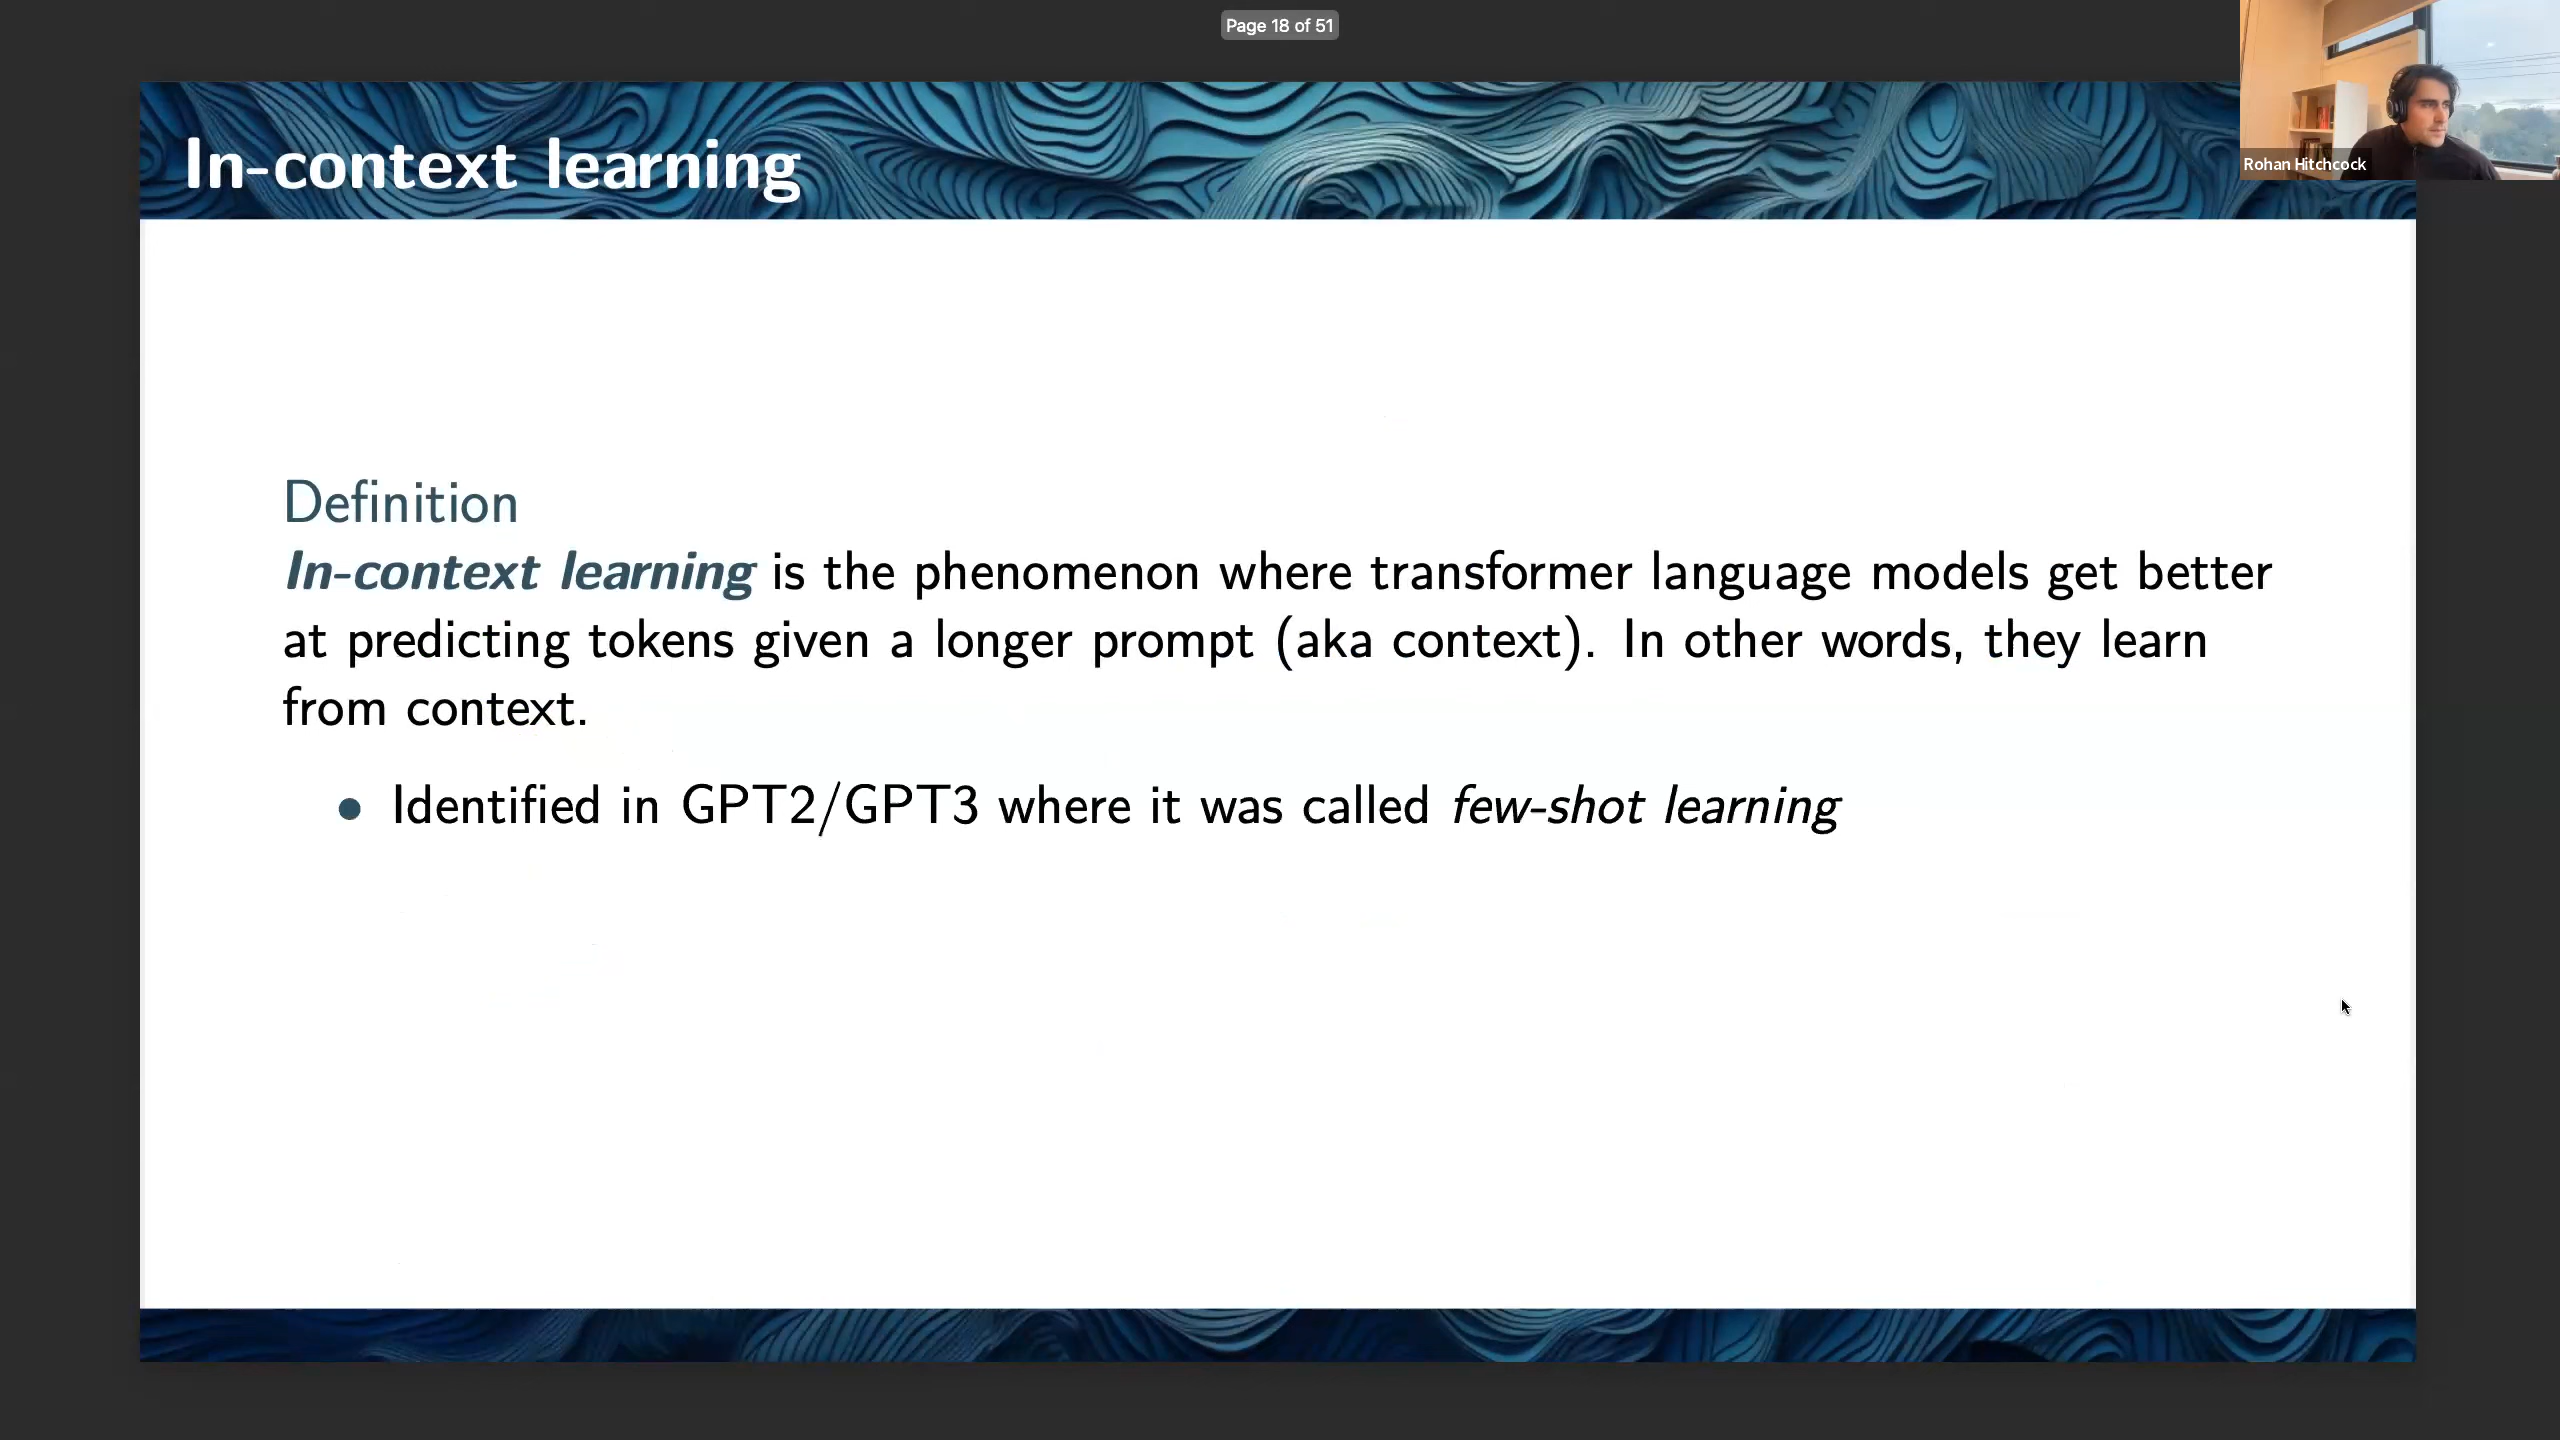 Page 18 of 51
In-context learning
Rohan Hitchcock
Definition
In-context learning is the phenomenon where transformer language models get better
at predicting tokens given a longer prompt (aka context). In other words, they learn
from context.
● Identified in GPT2/GPT3 where it was called few-shot learning